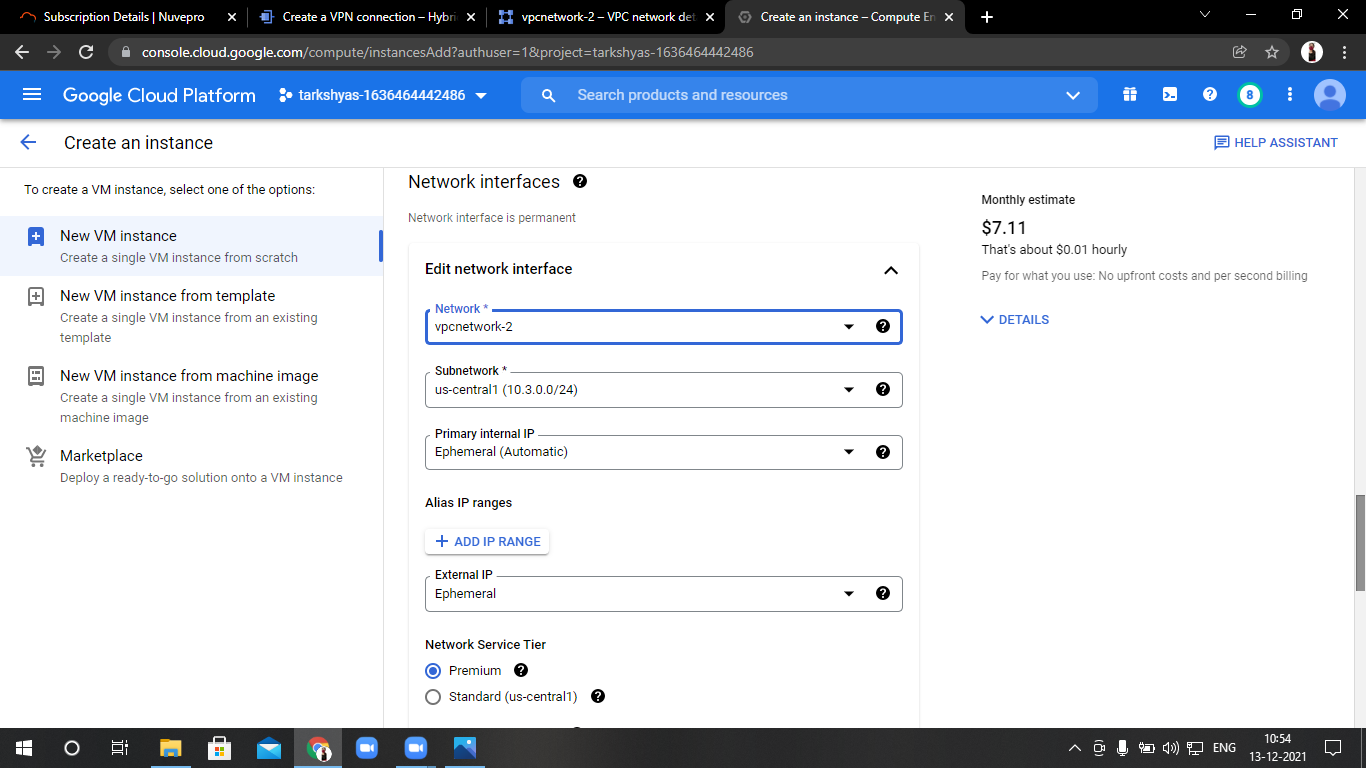 Subscription Details | Nuvepro
Create a VPN connection – Hybri
vpcnetwork-2 – VPC network det
Create an instance – Compute En
console.cloud.google.com/compute/instancesAdd?authuser=1&project=tarkshyas-1636464442486
Google Cloud Platform
tarkshyas-1636464442486
Search products and resources
8
Create an instance
HELP ASSISTANT
To create a VM instance, select one of the options:
New VM instance
Create a single VM instance from scratch
New VM instance from template
Create a single VM instance from an existing
template
New VM instance from machine image
Create a single VM instance from an existing
machine image
Marketplace
Deploy a ready-to-go solution onto a VM instance
Network interfaces
Network interface is permanent
Edit network interface
Network *
vpcnetwork-2
Subnetwork *
us-central1 (10.3.0.0/24)
Primary internal IP
Ephemeral (Automatic)
Alias IP ranges
ADD IP RANGE
External IP
Ephemeral
Network Service Tier
Premium
Standard (us-central1)
Monthly estimate
$7.11
That's about $0.01 hourly
Pay for what you use: No upfront costs and per second billing
DETAILS
ENG
10:54
13-12-2021